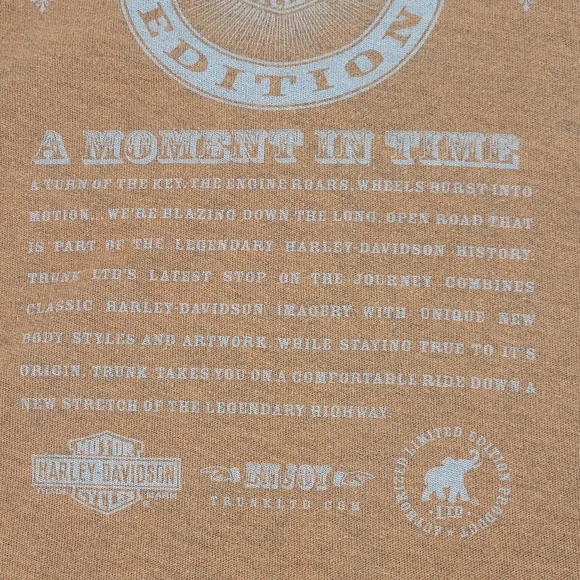 EDITION
A MOMENT IN TIME
A TURN OF THE KEY, THE ENGINE ROARS, WHEELS BURST INTO
MOTION... WE'RE BLAZING DOWN THE LONG, OPEN ROAD THAT
IS PART OF THE LEGENDARY HARLEY-DAVIDSON HISTORY.
TRUNK LTD'S LATEST STOP ON THE JOURNEY COMBINES
CLASSIC HARLEY-DAVIDSON IMAGERY WITH UNIQUE NEW
BODY STYLES AND ARTWORK. WHILE STAYING TRUE TO IT'S
ORIGIN, TRUNK TAKES YOU ON A COMFORTABLE RIDE DOWN A
NEW STRETCH OF THE LEGENDARY HIGHWAY.
MOTOR
HARLEY-DAVIDSON
TRADE MARK
STYLES
®
ENJOY
TRUNKLTD.COM
AUTHORIZED LIMITED EDITION PRODUCT
LTD